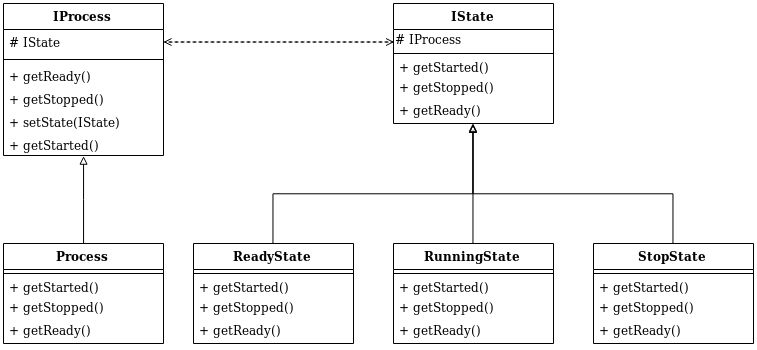 IProcess
# IState
+ getReady()
+ getStopped()
+ setState(IState)
+ getStarted()
IState
# IProcess
+ getStarted()
+ getStopped()
+ getReady()
Process
+ getStarted()
+ getStopped()
+ getReady()
ReadyState
+ getStarted()
+ getStopped()
+ getReady()
RunningState
+ getStarted()
+ getStopped()
+ getReady()
StopState
+ getStarted()
+ getStopped()
+ getReady()